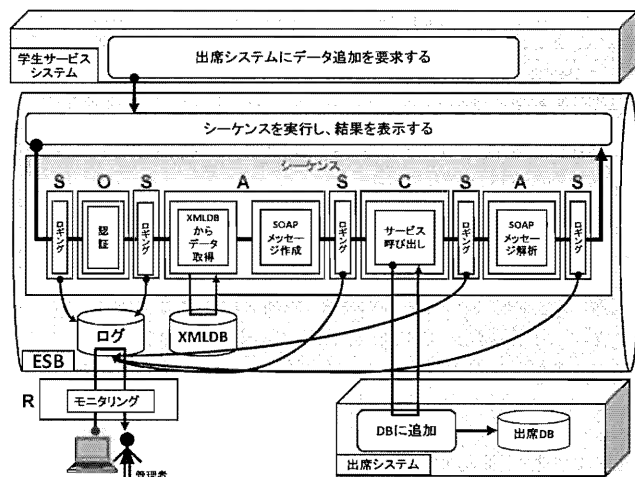 出席システムにデータ追加を要求する
学生サービス
システム
シーケンスを実行し、結果を表示する
シーケンス
S O S A S C S A S
ロギング
認証
ロギング
XMLDB
から
データ
取得
SOAP
メッセー
ジ作成
ロギング
サービス
呼び出し
ロギング
SOAP
メッセー
ジ解析
ロギング
ログ
XMLDB
ESB
R
モニタリング
管理者
DBに追加
出席DB
出席システム